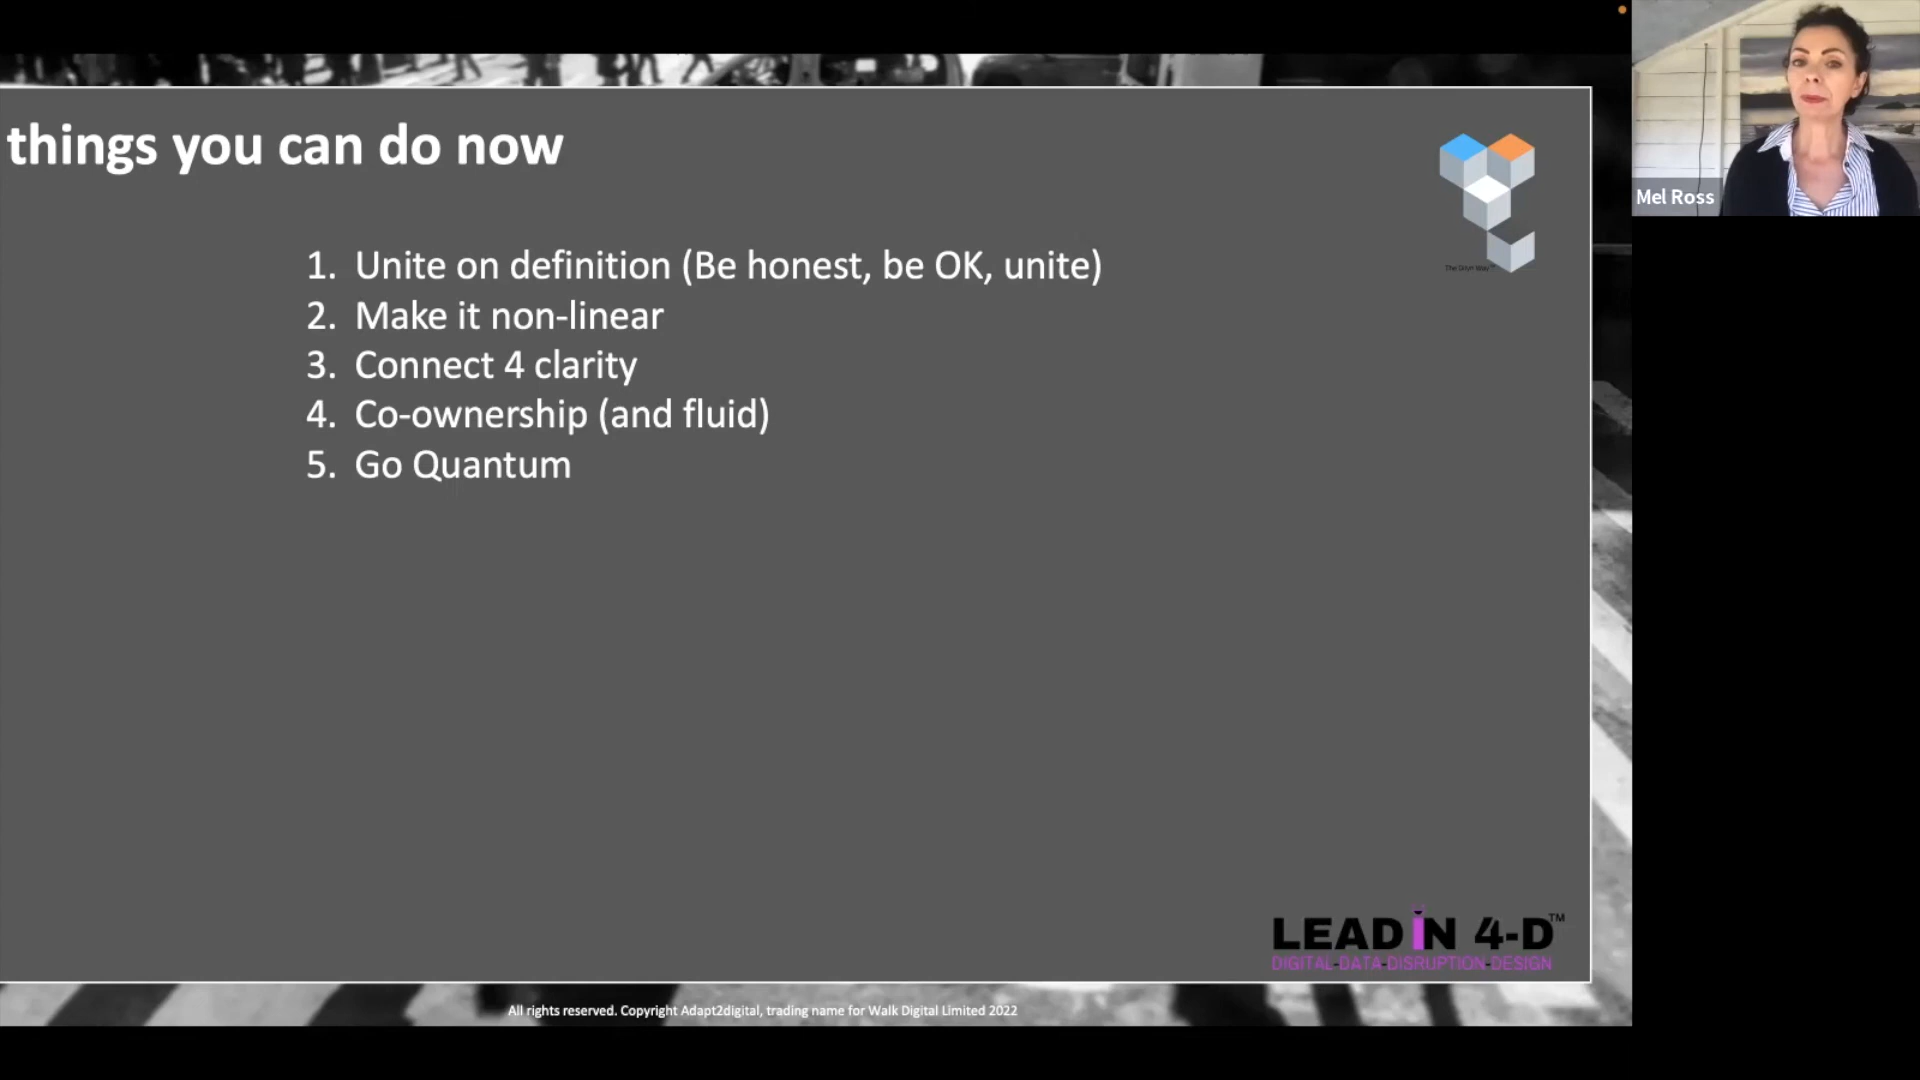 things you can do now
Mel Ross
1. Unite on definition (Be honest, be OK, unite)
2. Make it non-linear
3. Connect 4 clarity
4. Co-ownership (and fluid)
5. Go Quantum
LEAD iN 4-D™
DIGITAL-DATA-DISRUPTION-DESIGN
All rights reserved. Copyright Adapt2digital, trading name for Walk Digital Limited 2022